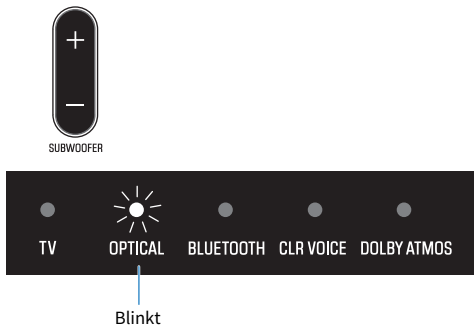 +
—
SUBWOOFER
TV OPTICAL BLUETOOTH CLR VOICE DOLBY ATMOS
Blinkt